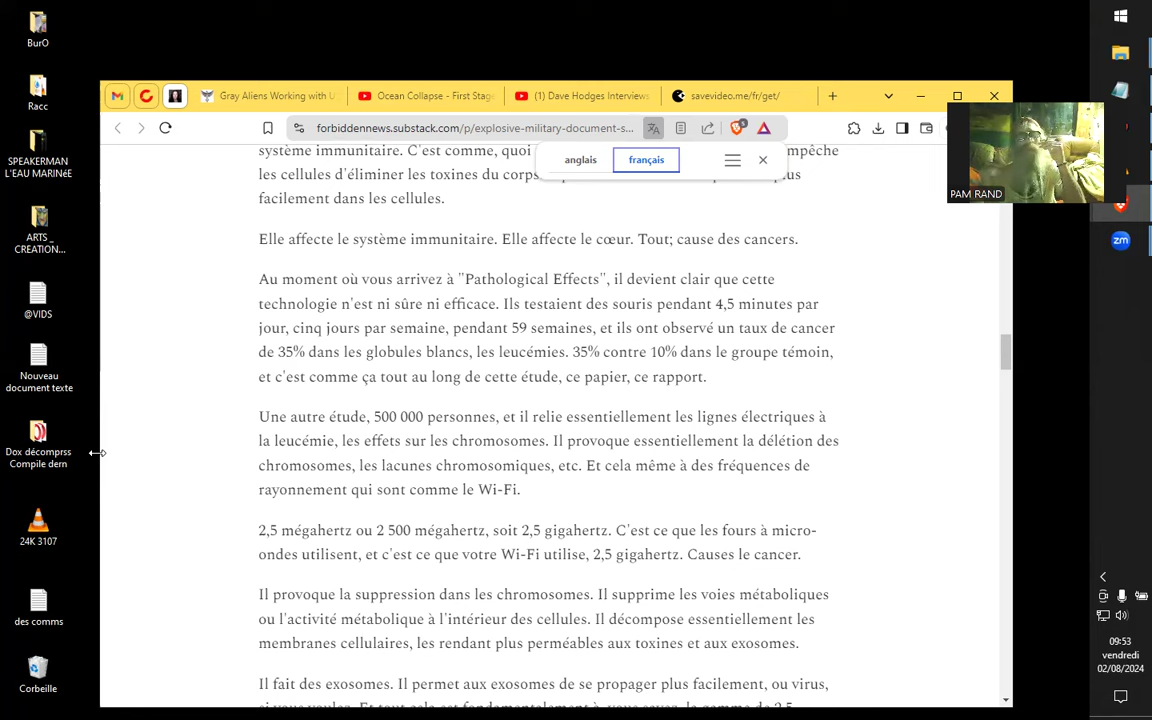 BurO
Racc
SPEAKERMAN
L'EAU MARINéE
ARTS _
CREATION...
@VIDS
Nouveau
document texte
Dox décomprss
Compile dern
24K 3107
des comms
Corbeille
Gray Aliens Working with U
Ocean Collapse - First Stage
(1) Dave Hodges Interviews
savevideo.me/fr/get/
forbiddennews.substack.com/p/explosive-military-document-s...
5
anglais
français
PAM RAND
système immunitaire. C'est comme, quoi
mpêche
les cellules d'éliminer les toxines du corps
plus
facilement dans les cellules.
Elle affecte le système immunitaire. Elle affecte le cœur. Tout; cause des cancers.
Au moment où vous arrivez à "Pathological Effects", il devient clair que cette
technologie n'est ni sûre ni efficace. Ils testaient des souris pendant 4,5 minutes par
jour, cinq jours par semaine, pendant 59 semaines, et ils ont observé un taux de cancer
de 35% dans les globules blancs, les leucémies. 35% contre 10% dans le groupe témoin,
et c'est comme ça tout au long de cette étude, ce papier, ce rapport.
Une autre étude, 500 000 personnes, et il relie essentiellement les lignes électriques à
la leucémie, les effets sur les chromosomes. Il provoque essentiellement la délétion des
chromosomes, les lacunes chromosomiques, etc. Et cela même à des fréquences de
rayonnement qui sont comme le Wi-Fi.
2,5 mégahertz ou 2 500 mégahertz, soit 2,5 gigahertz. C'est ce que les fours à micro-
ondes utilisent, et c'est ce que votre Wi-Fi utilise, 2,5 gigahertz. Causes le cancer.
Il provoque la suppression dans les chromosomes. Il supprime les voies métaboliques
ou l'activité métabolique à l'intérieur des cellules. Il décompose essentiellement les
membranes cellulaires, les rendant plus perméables aux toxines et aux exosomes.
Il fait des exosomes. Il permet aux exosomes de se propager plus facilement, ou virus,
zm
09:53
vendredi
02/08/2024